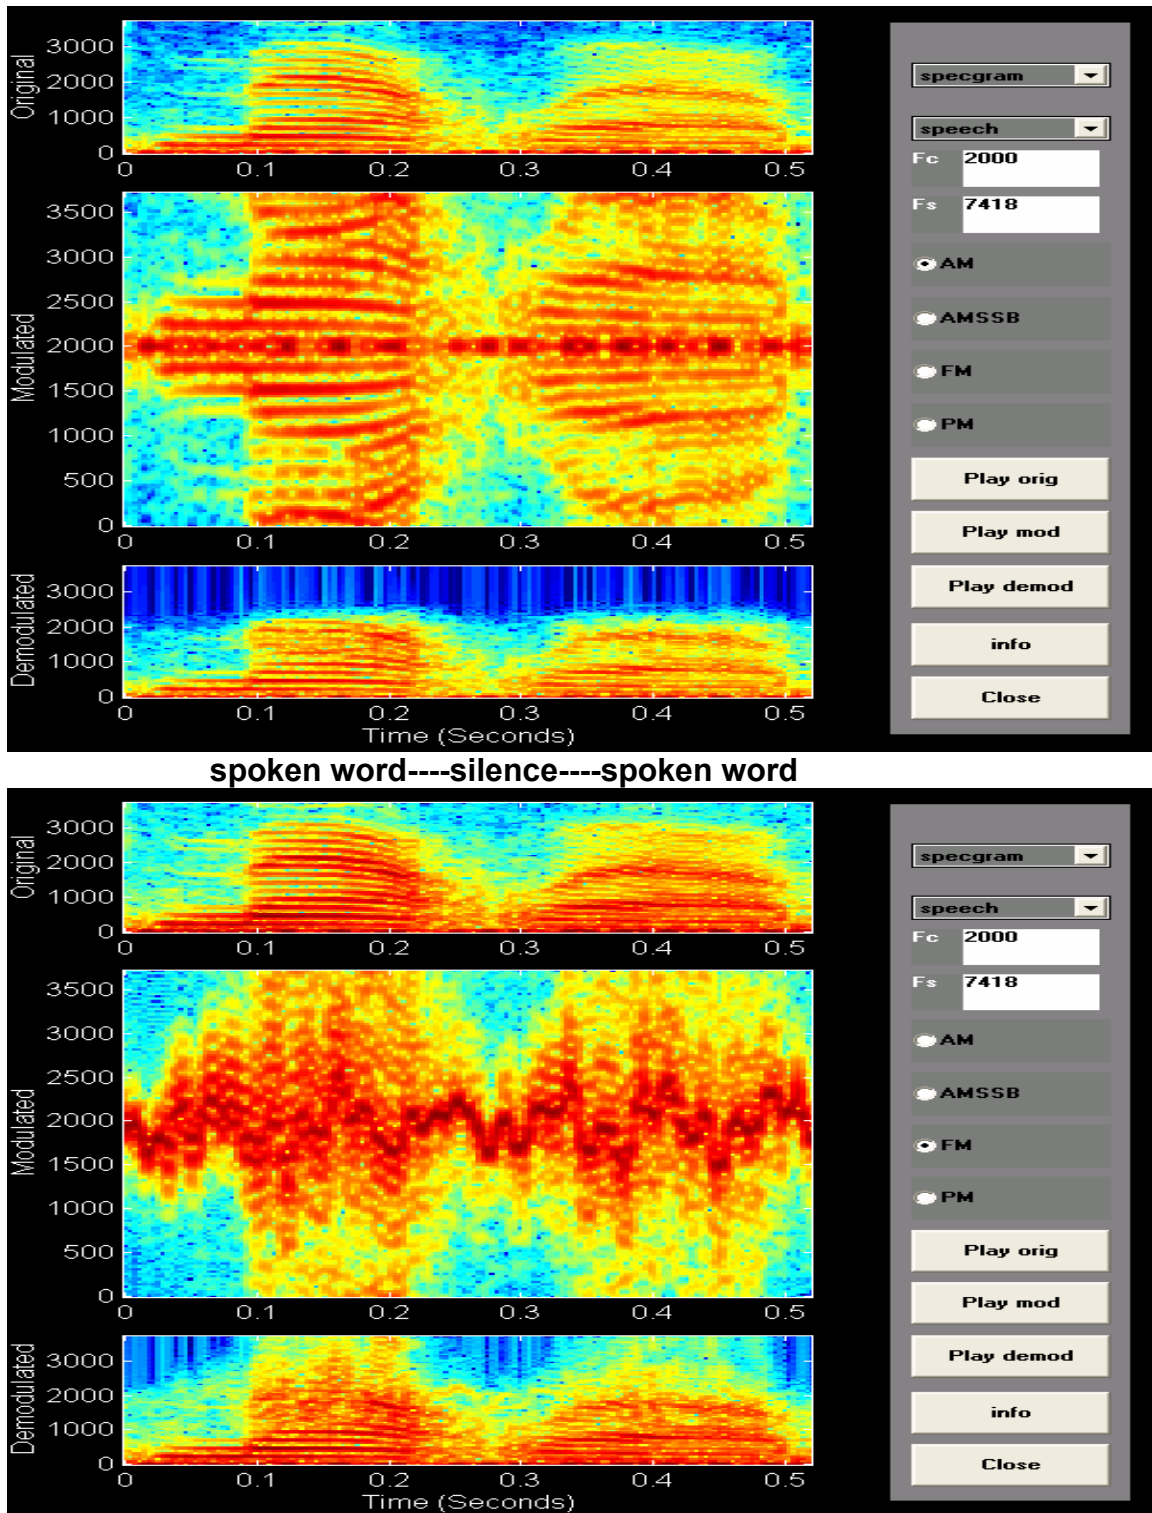 Original
3000
2000
1000
0
0 0.1 0.2 0.3 0.4 0.5
Modulated
3500
3000
2500
2000
1500
1000
500
0
0 0.1 0.2 0.3 0.4 0.5
Demodulated
3000
2000
1000
0
0 0.1 0.2 0.3 0.4 0.5
Time (Seconds)
specgram
speech
Fc 2000
Fs 7418
AM
AMSSB
FM
PM
Play orig
Play mod
Play demod
info
Close
spoken word----silence----spoken word
Original
3000
2000
1000
0
0 0.1 0.2 0.3 0.4 0.5
Modulated
3500
3000
2500
2000
1500
1000
500
0
0 0.1 0.2 0.3 0.4 0.5
Demodulated
3000
2000
1000
0
0 0.1 0.2 0.3 0.4 0.5
Time (Seconds)
specgram
speech
Fc 2000
Fs 7418
AM
AMSSB
FM
PM
Play orig
Play mod
Play demod
info
Close